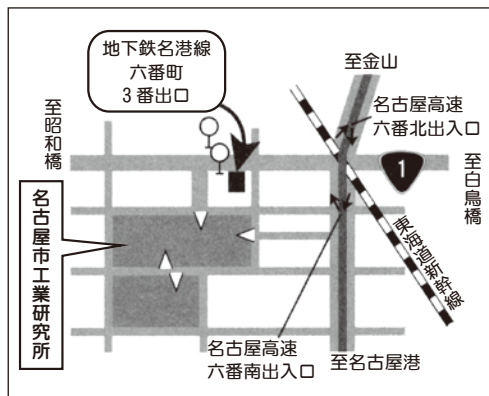 地下鉄名港線
六番町
3番出口
至金山
名古屋高速
六番北出入口
至昭和橋
1
至白鳥橋
名古屋市工業研究所
東海道新幹線
名古屋高速
六番南出入口
至名古屋港